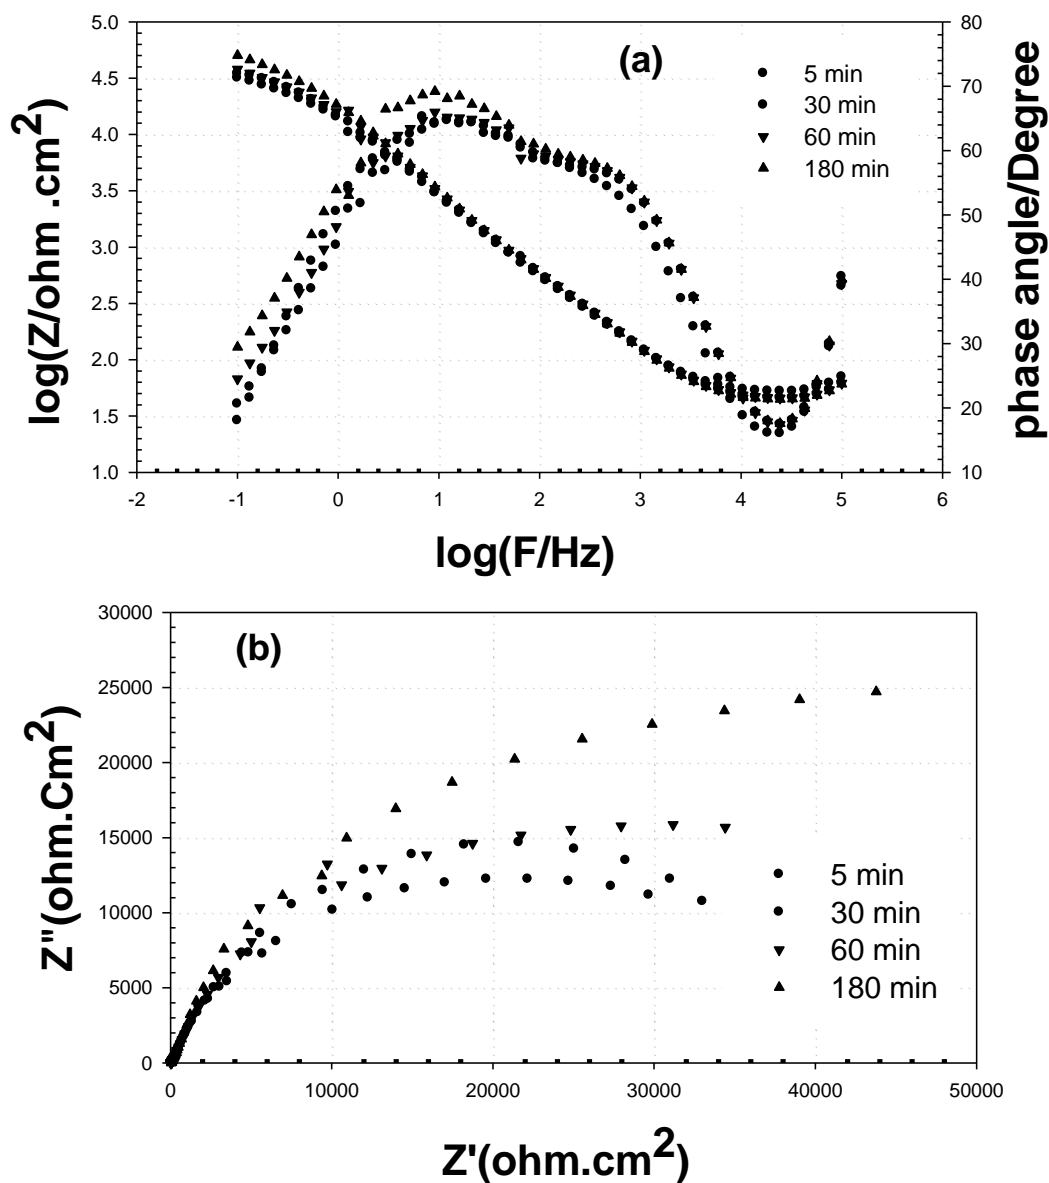 (a)
5 min
30 min
60 min
180 min
log(Z/ohm .cm2)
5.0
4.5
4.0
3.5
3.0
2.5
2.0
1.5
1.0
80
70
60
50
40
30
20
10
phase angle/Degree
-2 -1 0 1 2 3 4 5 6
log(F/Hz)
(b)
Z"(ohm.Cm2)
30000
25000
20000
15000
10000
5000
0
5 min
30 min
60 min
180 min
0 10000 20000 30000 40000 50000
Z'(ohm.cm2)